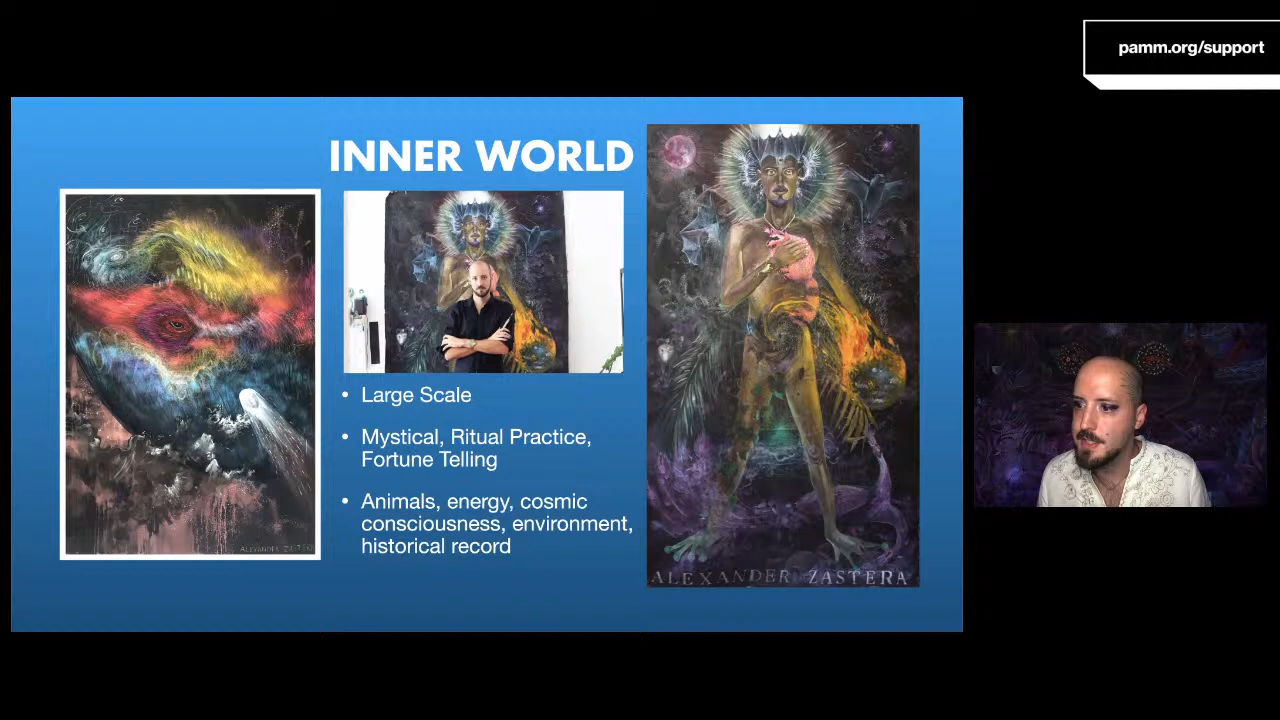 pamm.org/support
INNER WORLD
• Large Scale
• Mystical, Ritual Practice,
Fortune Telling
• Animals, energy, cosmic
consciousness, environment,
historical record
ALEXANDER ZASTERA